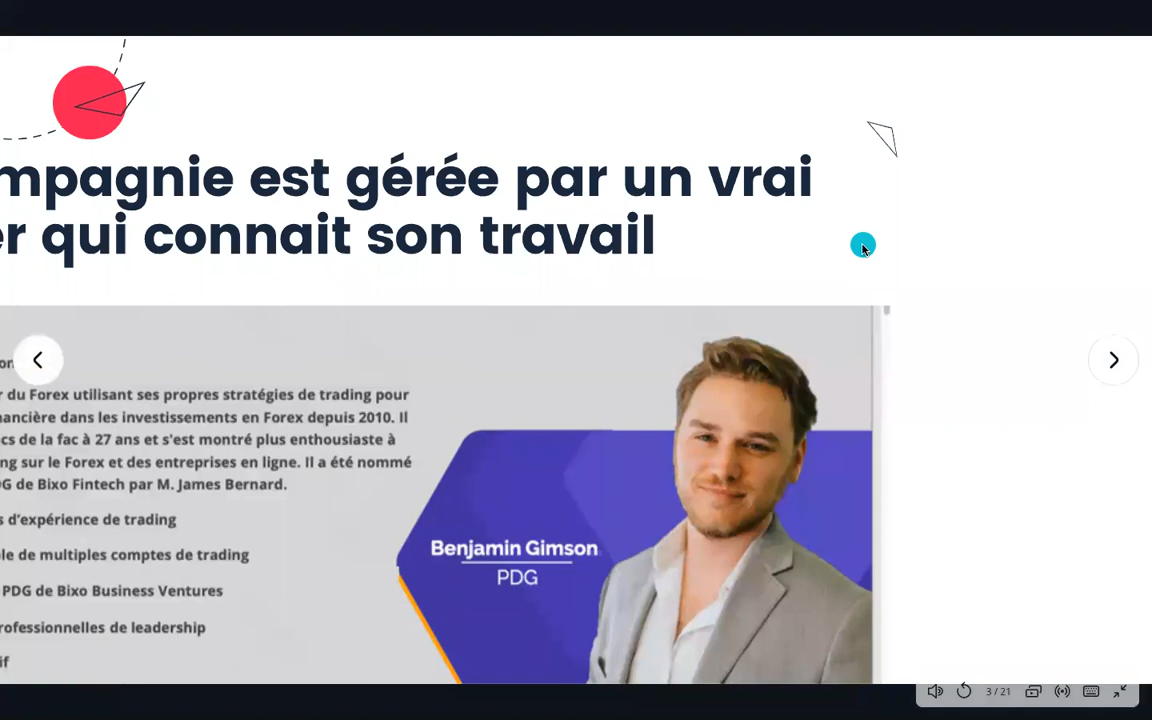 mpagnie est gérée par un vrai
er qui connait son travail
r du Forex utilisant ses propres stratégies de trading pour
nancière dans les investissements en Forex depuis 2010. Il
cs de la fac à 27 ans et s'est montré plus enthousiaste à
ng sur le Forex et des entreprises en ligne. Il a été nommé
G de Bixo Fintech par M. James Bernard.
s d'expérience de trading
le de multiples comptes de trading
PDG de Bixo Business Ventures
rofessionnelles de leadership
if
Benjamin Gimson
PDG
3 / 21